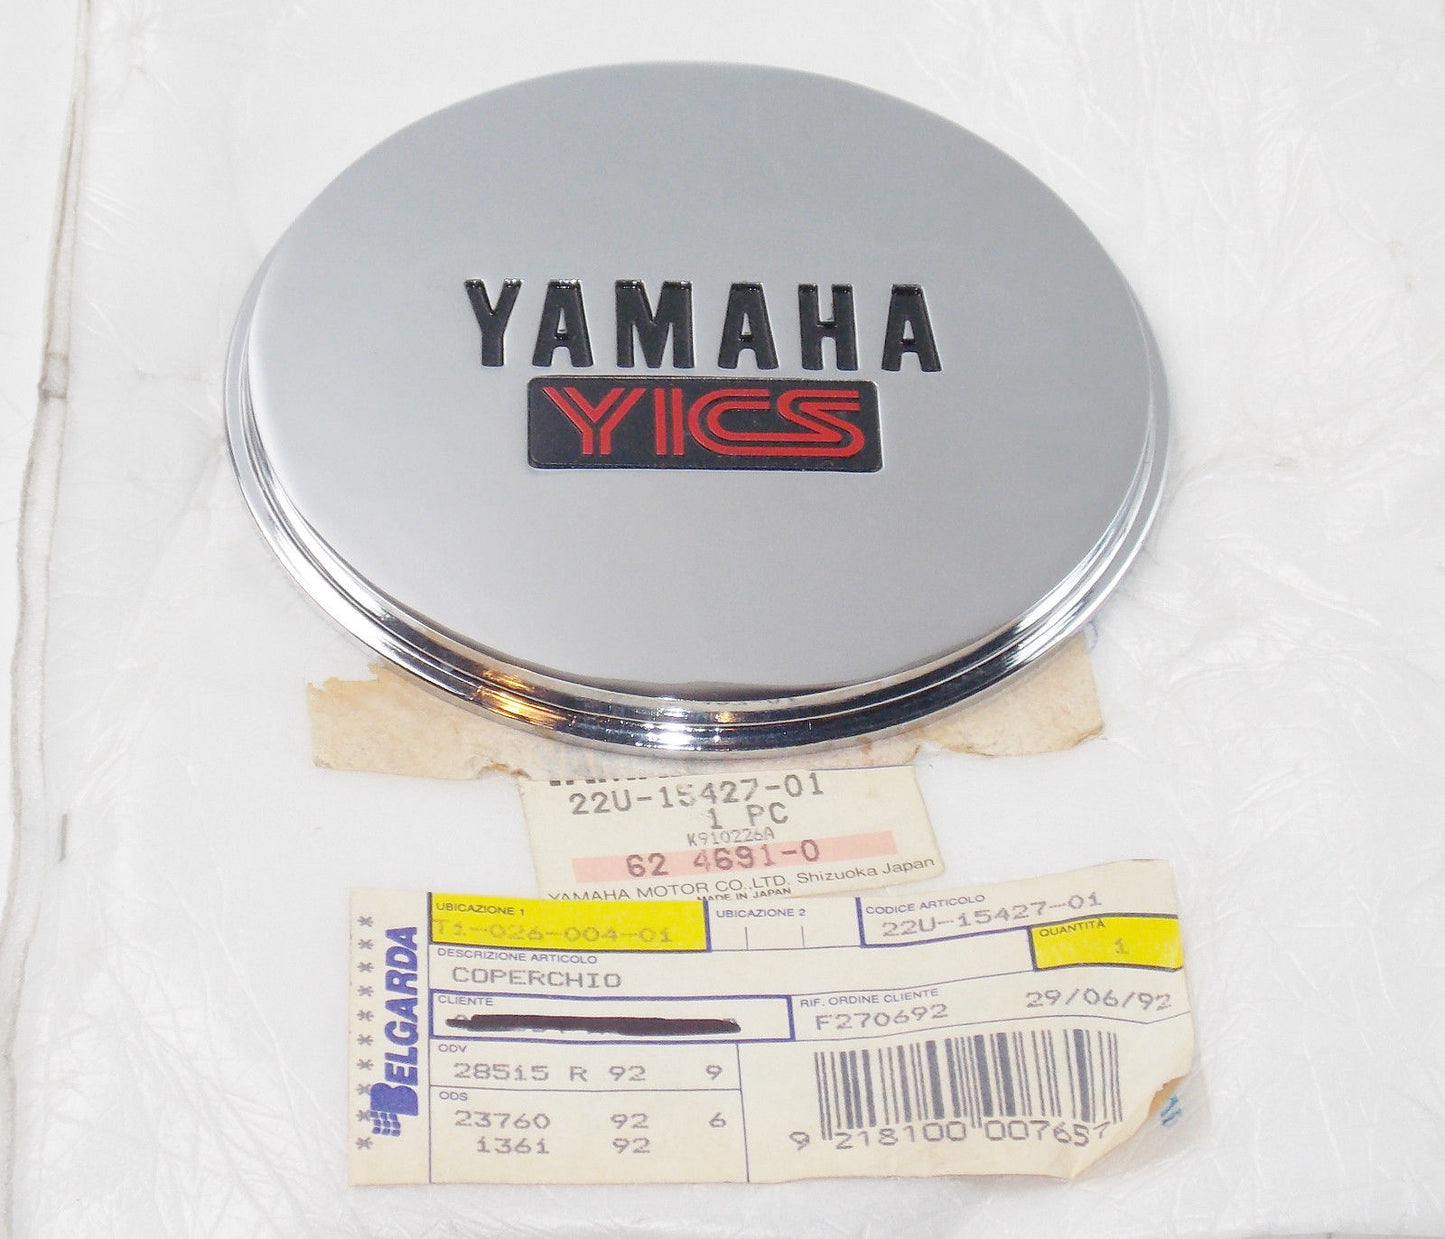 YAMAHA
YICS
22U-15427-01
1 PC
K910226A
62 4691-0
YAMAHA MOTOR CO.,LTD. Shizuoka Japan
MADE IN JAPAN
BELGARDA
UBICAZIONE 1
T1-026-004-01
UBICAZIONE 2
CODICE ARTICOLO
22U-15427-01
QUANTITÀ
1
DESCRIZIONE ARTICOLO
COPERCHIO
CLIENTE
RIF. ORDINE CLIENTE
F270692
29/06/92
ODV
28515 R 92 9
ODS
23760 92 6
1361 92
9 218100 007657